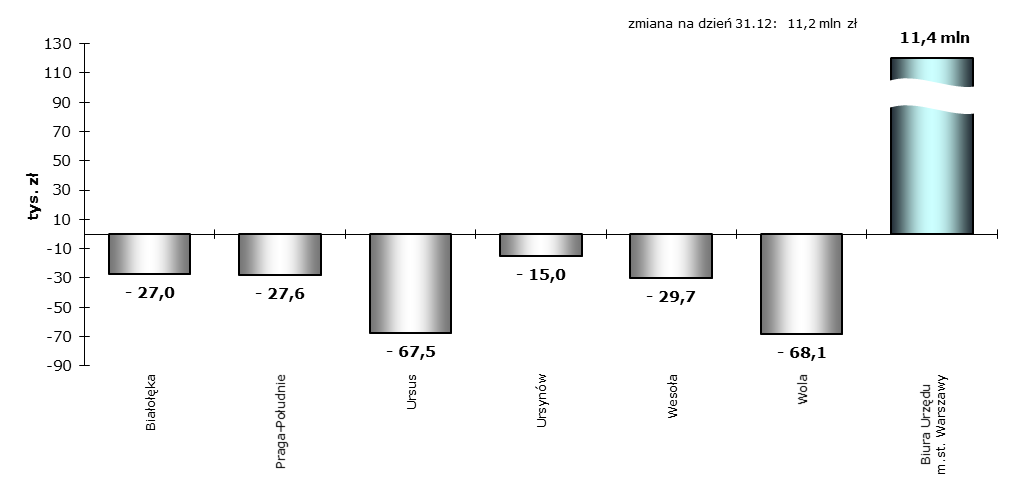 zmiana na dzień 31.12: 11,2 mln zł
11,4 mln
tys. zł
130
110
90
70
50
30
10
-10
-30
-50
-70
-90
- 27,0
- 27,6
- 67,5
- 15,0
- 29,7
- 68,1
Białołęka
Praga-Południe
Ursus
Ursynów
Wesoła
Wola
Biura Urzędu
m.st. Warszawy